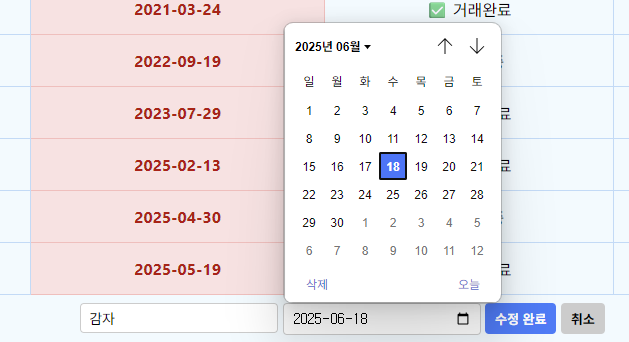 2021-03-24
✅ 거래완료
2022-09-19
2023-07-29
료
2025-02-13
료
2025-04-30
2025-05-19
료
2025년 06월
일 월 화 수 목 금 토
1 2 3 4 5 6 7
8 9 10 11 12 13 14
15 16 17 18 19 20 21
22 23 24 25 26 27 28
29 30 1 2 3 4 5
6 7 8 9 10 11 12
삭제 오늘
감자 2025-06-18 수정 완료 취소